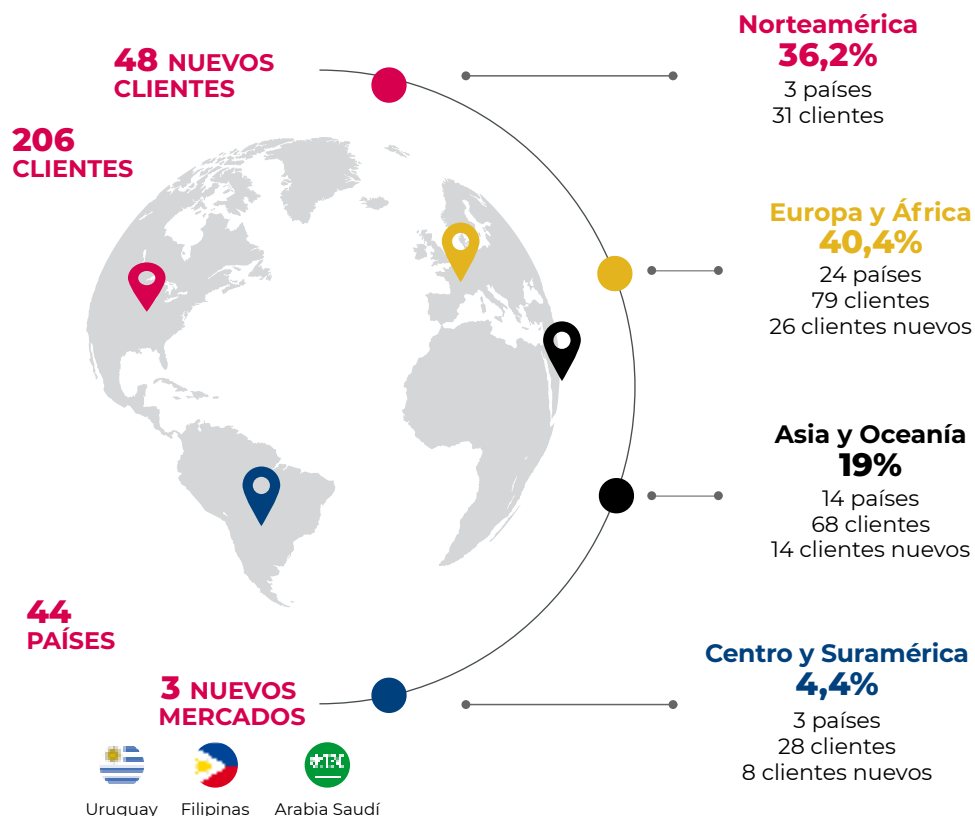 48 NUEVOS
CLIENTES
206
CLIENTES
44
PAÍSES
3 NUEVOS
MERCADOS
Uruguay
Filipinas
Arabia Saudí
Norteamérica
36,2%
3 países
31 clientes
Europa y África
40,4%
24 países
79 clientes
26 clientes nuevos
Asia y Oceanía
19%
14 países
68 clientes
14 clientes nuevos
Centro y Suramérica
4,4%
3 países
28 clientes
8 clientes nuevos